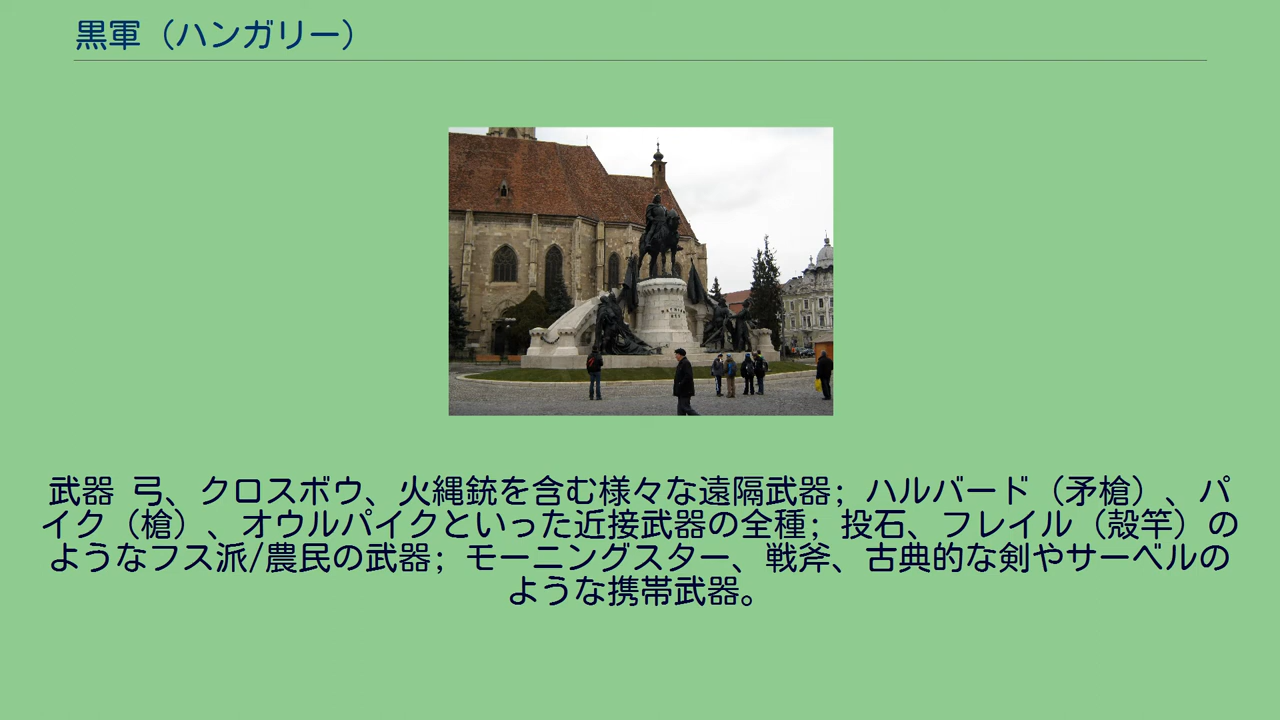 黒軍（ハンガリー）
武器 弓、クロスボウ、火縄銃を含む様々な遠隔武器; ハルバード（矛槍）、パ
イク（槍）、オウルパイクといった近接武器の全種; 投石、フレイル（殻竿）の
ようなフス派/農民の武器; モーニングスター、戦斧、古典的な剣やサーベルの
ような携帯武器。